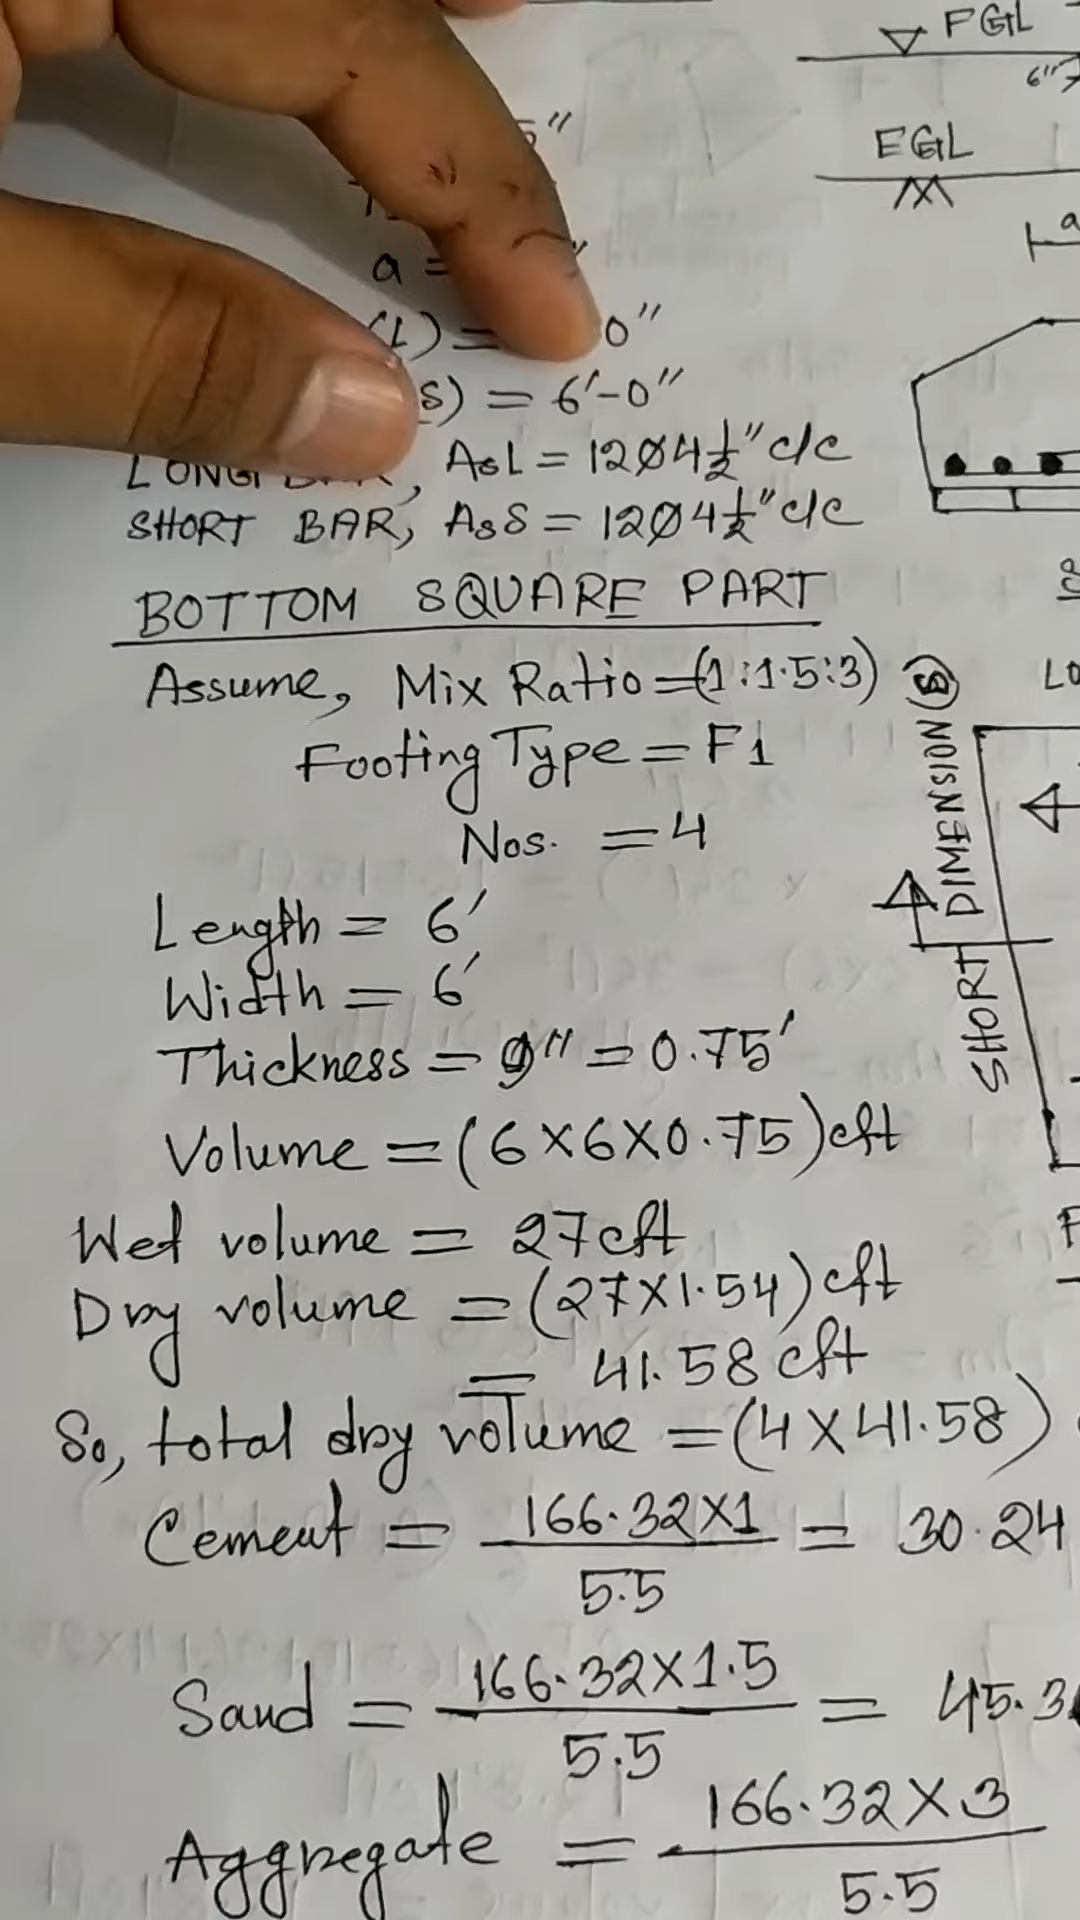 FGL
6"
EGL
5"
a =
a
(L) = 0"
S) = 6'-0"
LONG BAR, AsL = 12Ø4½" c/c
SHORT BAR, AsS = 12Ø4½" c/c
BOTTOM SQUARE PART
Assume, Mix Ratio = (1:1.5:3)
LO
SHORT DIMENSION (S)
Footing Type = F1
Nos. = 4
Length = 6'
Width = 6'
Thickness = 9" = 0.75'
Volume = (6×6×0.75) cft
Wet volume = 27 cft
Dry volume = (27×1.54) cft
= 41.58 cft
So, total dry volume = (4×41.58)
Cement = 166.32×1 / 5.5 = 30.24
Sand = 166.32×1.5 / 5.5 = 45.3
Aggregate = 166.32×3 / 5.5